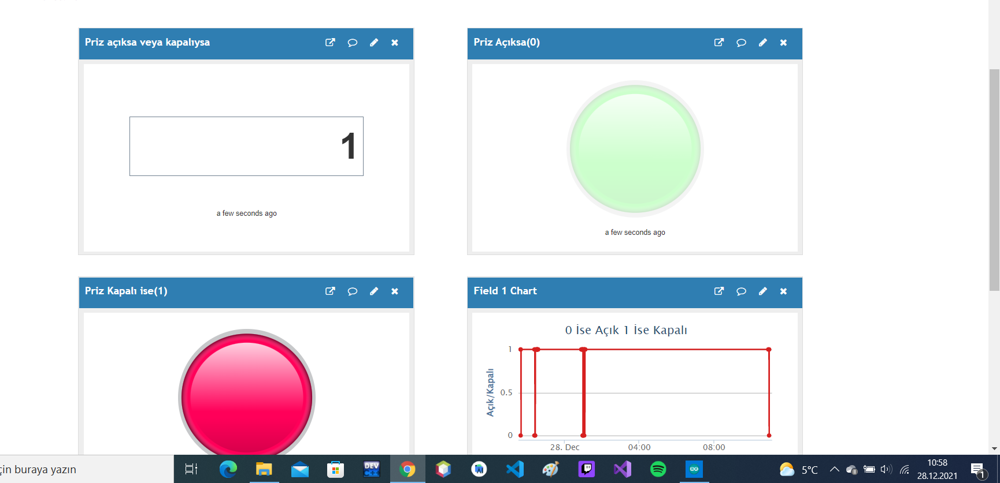 Priz açıksa veya kapalıysa
1
a few seconds ago
Priz Açıksa(0)
a few seconds ago
Priz Kapalı ise(1)
Field 1 Chart
0 İse Açık 1 İse Kapalı
Açık/Kapalı
1
0.5
0
28. Dec
04:00
08:00
çin buraya yazın
DEV
C++
5°C
10:58
28.12.2021
1